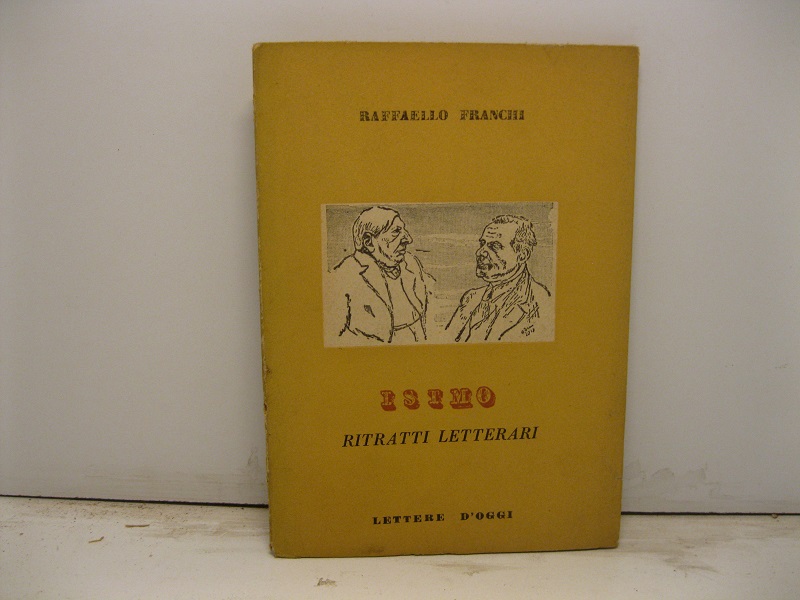 RAFFAELLO FRANCHI
ISTMO
RITRATTI LETTERARI
LETTERE D'OGGI